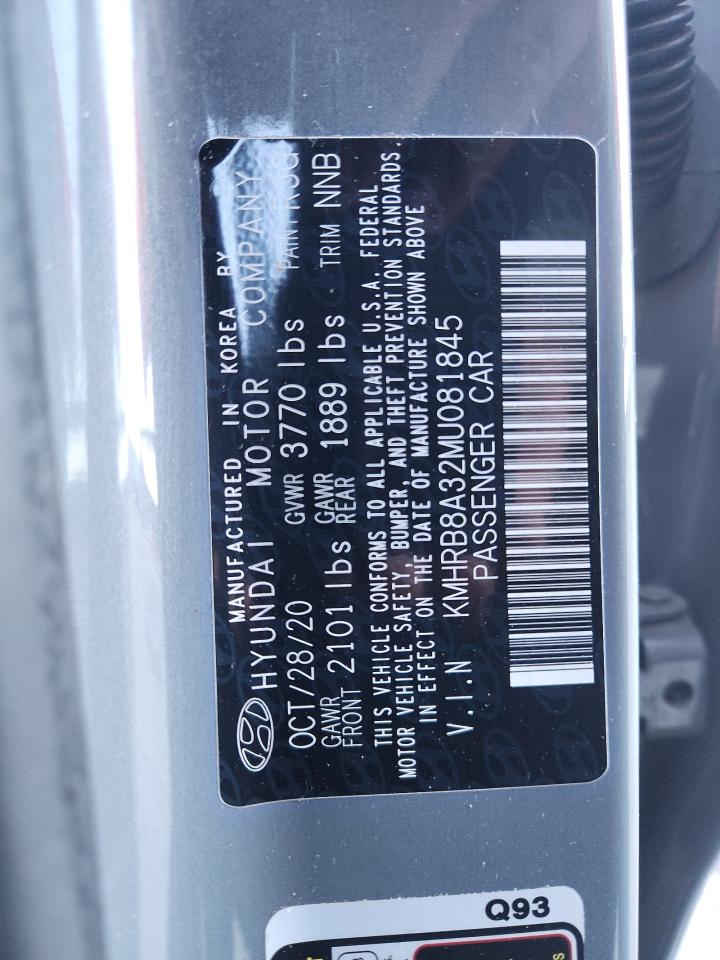 MANUFACTURED IN KOREA BY
HYUNDAI MOTOR COMPANY
OCT/28/20 GVWR 3770 lbs PAINT
GAWR FRONT 2101 lbs GAWR REAR 1889 lbs TRIM NNB
THIS VEHICLE CONFORMS TO ALL APPLICABLE U.S.A. FEDERAL
MOTOR VEHICLE SAFETY, BUMPER, AND THEFT PREVENTION STANDARDS
IN EFFECT ON THE DATE OF MANUFACTURE SHOWN ABOVE
V.I.N KMHRB8A32MU081845
PASSENGER CAR
Q93